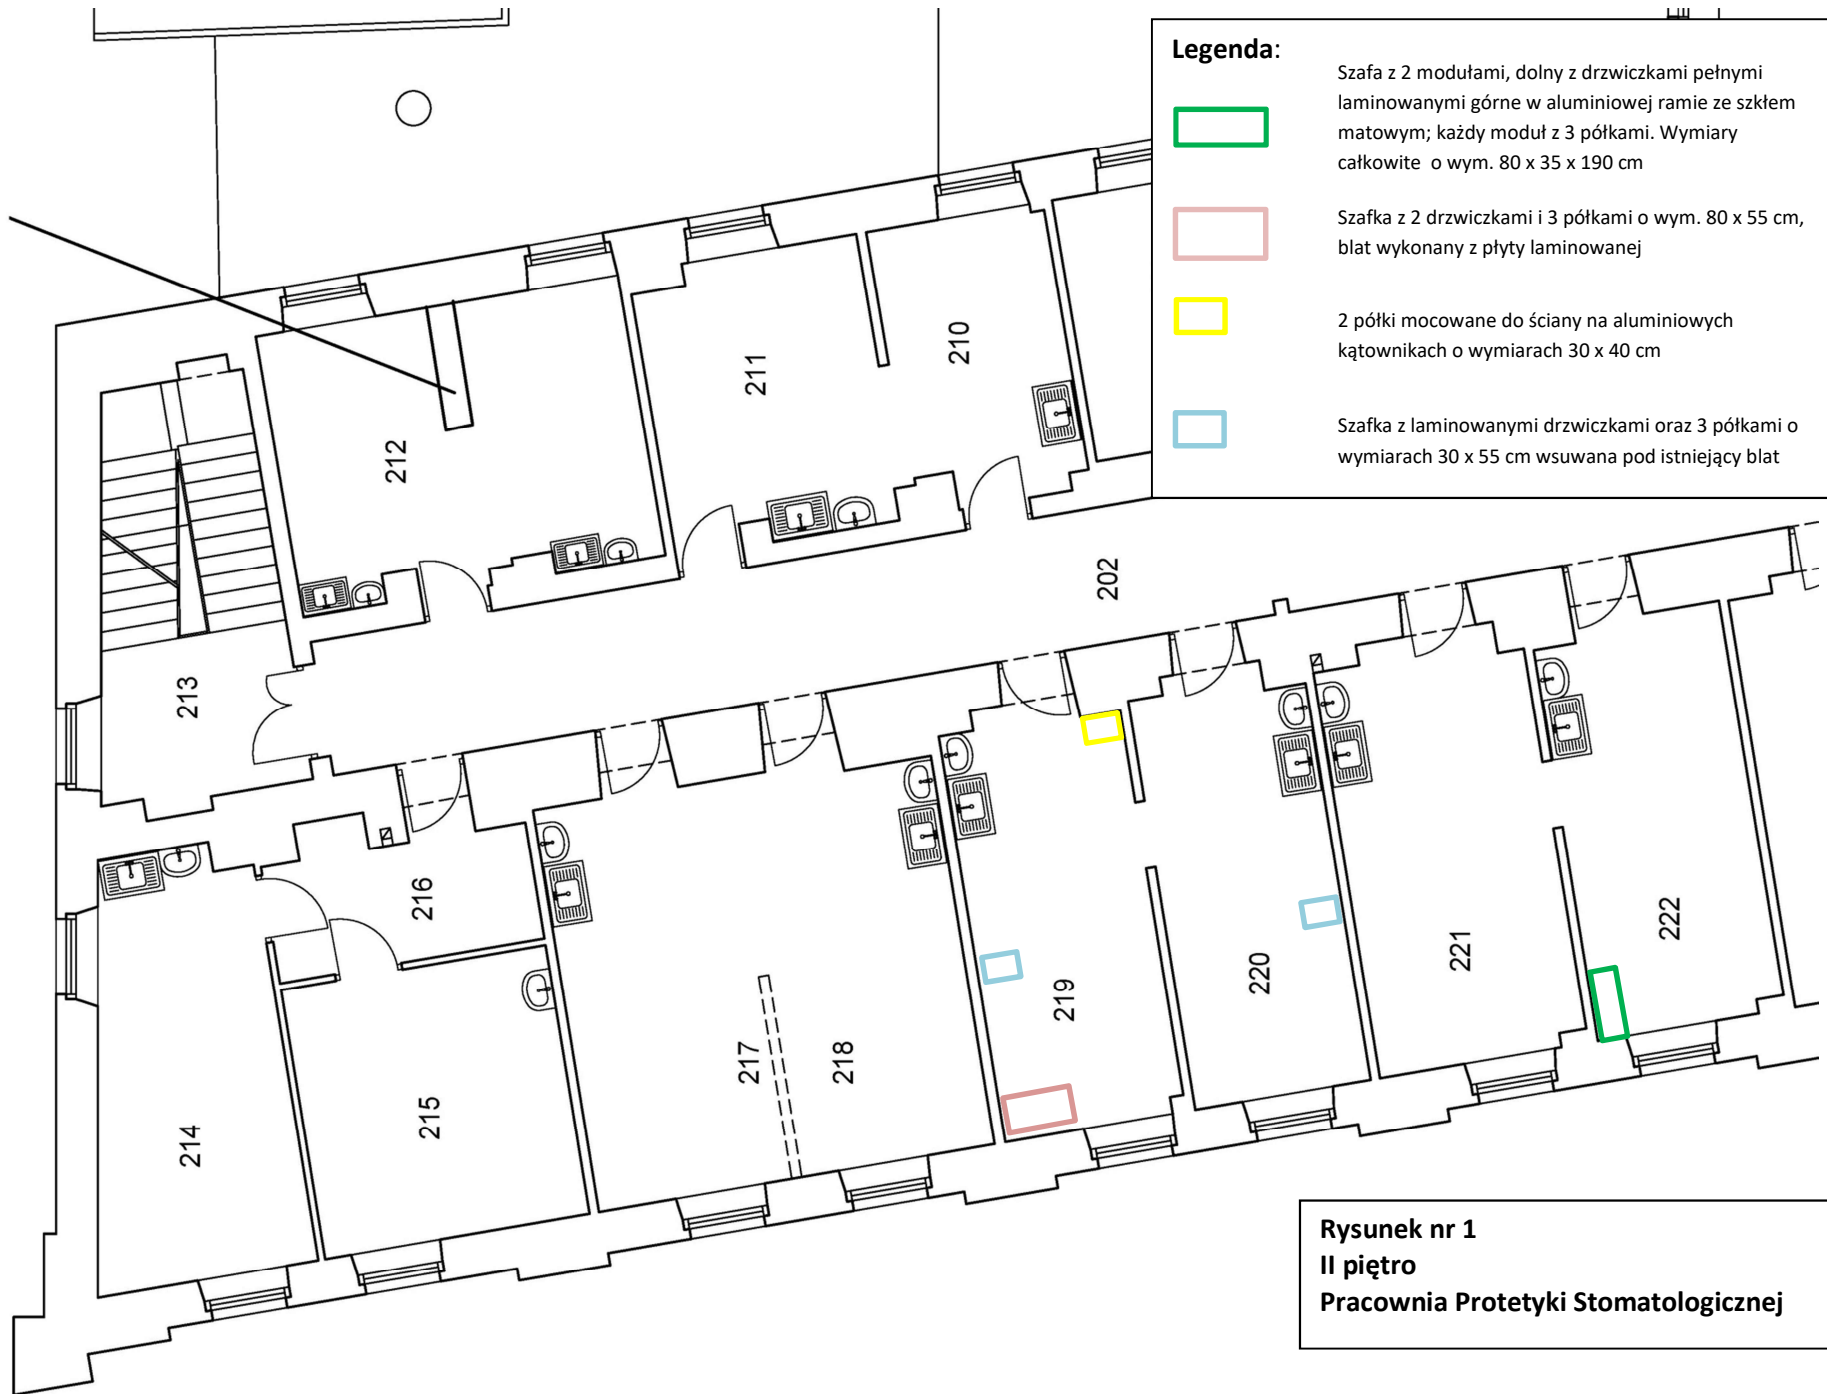 Legenda:
Szafa z 2 modułami, dolny z drzwiczkami pełnymi
laminowanymi górne w aluminiowej ramie ze szkłem
matowym; każdy moduł z 3 półkami. Wymiary
całkowite o wym. 80 x 35 x 190 cm
Szafka z 2 drzwiczkami i 3 półkami o wym. 80 x 55 cm,
blat wykonany z płyty laminowanej
2 półki mocowane do ściany na aluminiowych
kątownikach o wymiarach 30 x 40 cm
Szafka z laminowanymi drzwiczkami oraz 3 półkami o
wymiarach 30 x 55 cm wsuwana pod istniejący blat
210
211
212
202
213
216
222
221
220
219
217
218
215
214
Rysunek nr 1
II piętro
Pracownia Protetyki Stomatologicznej